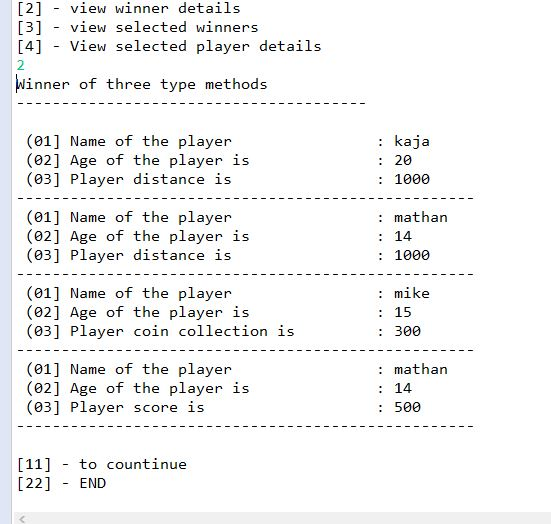 [2] - view winner details
[3] - view selected winners
[4] - View selected player details
2
Winner of three type methods
---------------------------------------
(01] Name of the player : kaja
(02] Age of the player is : 20
(03] Player distance is : 1000
---------------------------------------------------
(01] Name of the player : mathan
(02] Age of the player is : 14
(03] Player distance is : 1000
---------------------------------------------------
(01] Name of the player : mike
(02] Age of the player is : 15
(03] Player coin collection is : 300
---------------------------------------------------
(01] Name of the player : mathan
(02] Age of the player is : 14
(03] Player score is : 500
---------------------------------------------------
[11] - to countinue
[22] - END